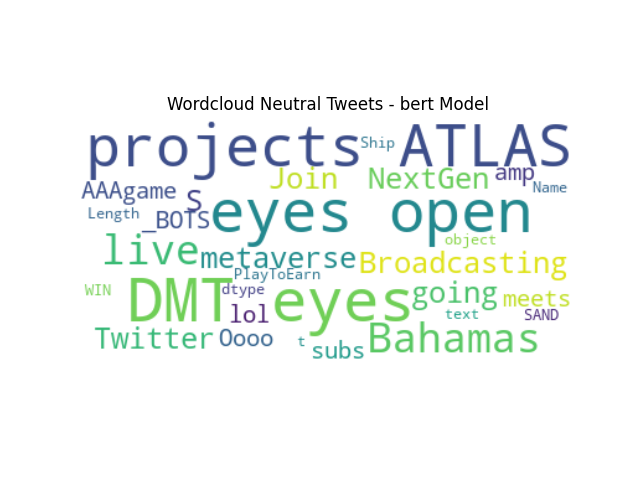 Wordcloud Neutral Tweets - bert Model
projects Ship ATLAS
Join NextGen amp
AAAgame S Name
Length _BOTS eyes open
live object
metaverse Broadcasting
PlayToEarn
WIN DMT dtype eyes going meets
lol text SAND
Twitter Oooo t subs Bahamas